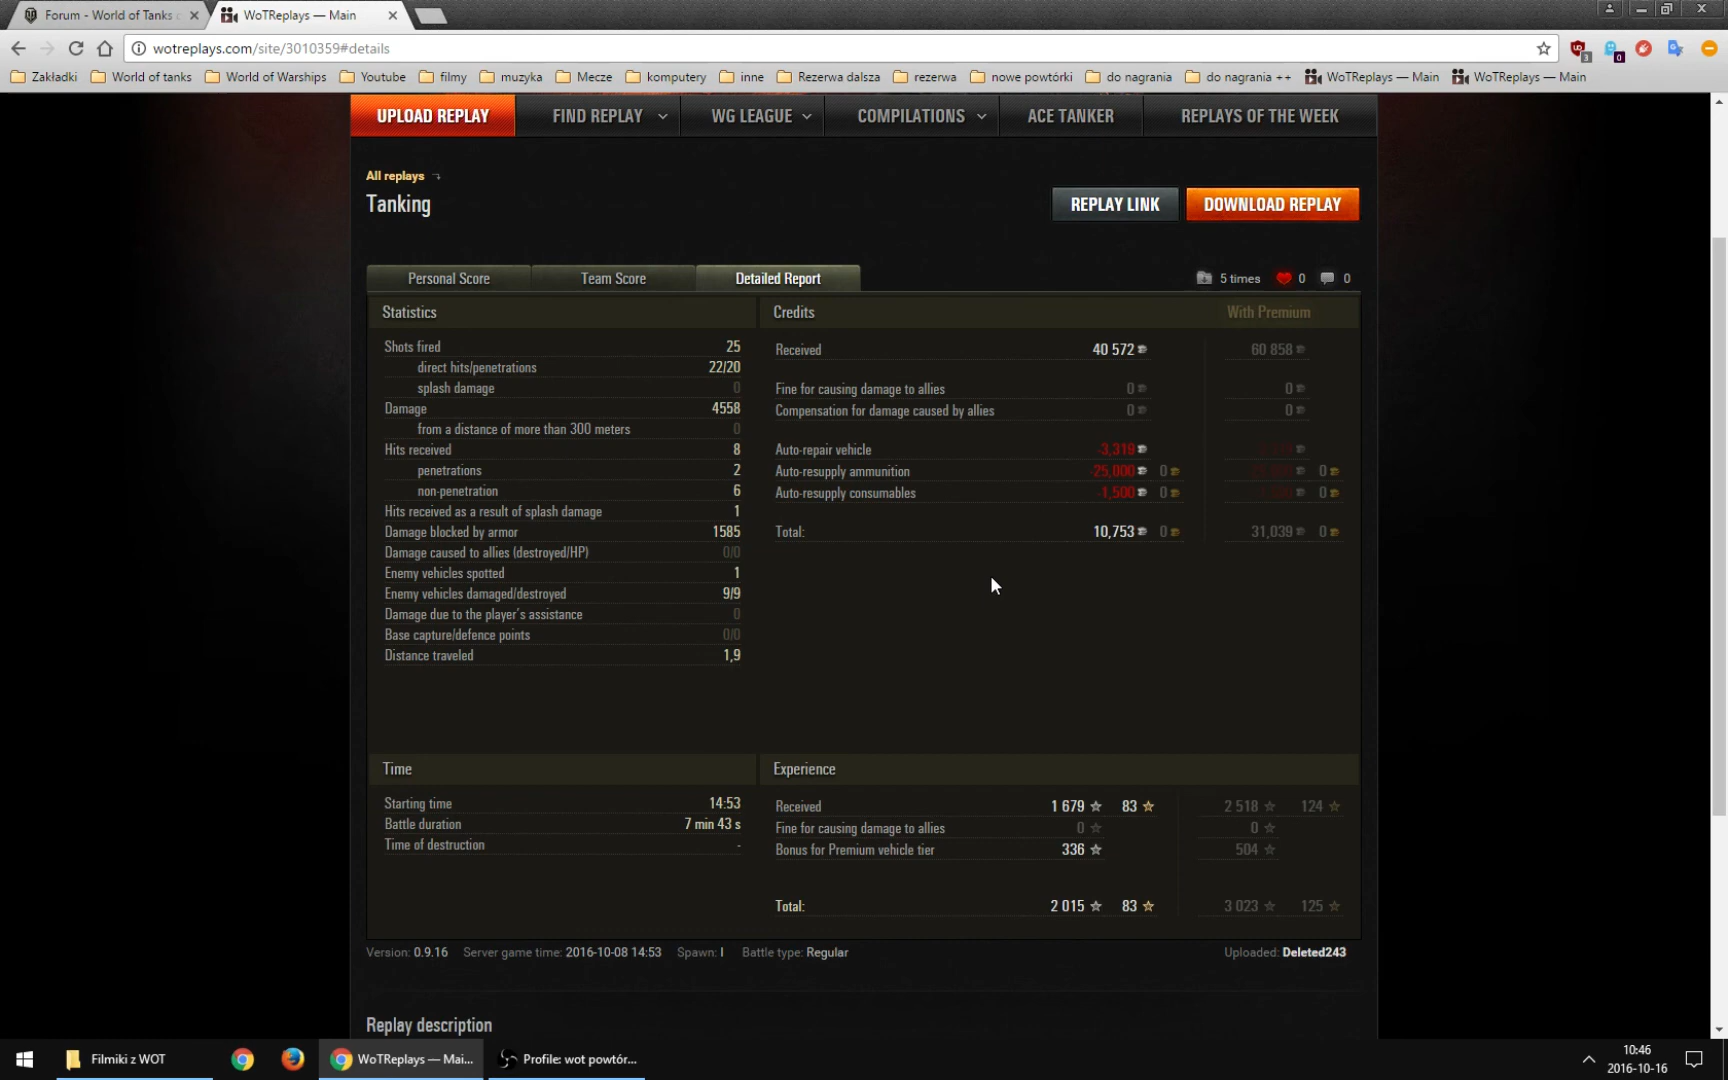 Forum - World of Tanks
WoTReplays — Main
wotreplays.com/site/3010359#details
Zakładki World of tanks World of Warships Youtube filmy muzyka Mecze komputery inne Rezerwa dalsza rezerwa nowe powtórki do nagrania do nagrania ++ WoTReplays — Main WoTReplays — Main
UPLOAD REPLAY FIND REPLAY WG LEAGUE COMPILATIONS ACE TANKER REPLAYS OF THE WEEK
All replays
Tanking
REPLAY LINK DOWNLOAD REPLAY
Personal Score Team Score Detailed Report 5 times 0 0
Statistics
Shots fired 25
direct hits/penetrations 22/20
splash damage 0
Damage 4558
from a distance of more than 300 meters 0
Hits received 8
penetrations 2
non-penetration 6
Hits received as a result of splash damage 1
Damage blocked by armor 1585
Damage caused to allies (destroyed/HP) 0/0
Enemy vehicles spotted 1
Enemy vehicles damaged/destroyed 9/9
Damage due to the player's assistance 0
Base capture/defence points 0/0
Distance traveled 1,9
Credits With Premium
Received 40 572 60 858
Fine for causing damage to allies 0 0
Compensation for damage caused by allies 0 0
Auto-repair vehicle -3,319
Auto-resupply ammunition -25,000 0 0
Auto-resupply consumables -1,500 0 0
Total: 10,753 0 31,039 0
Time
Starting time 14:53
Battle duration 7 min 43 s
Time of destruction -
Experience
Received 1 679 83 2 518 124
Fine for causing damage to allies 0 0
Bonus for Premium vehicle tier 336 504
Total: 2 015 83 3 023 125
Version: 0.9.16 Server game time: 2016-10-08 14:53 Spawn: I Battle type: Regular Uploaded: Deleted243
Replay description
Filmiki z WOT WoTReplays — Mai... Profile: wot powtór...
10:46
2016-10-16